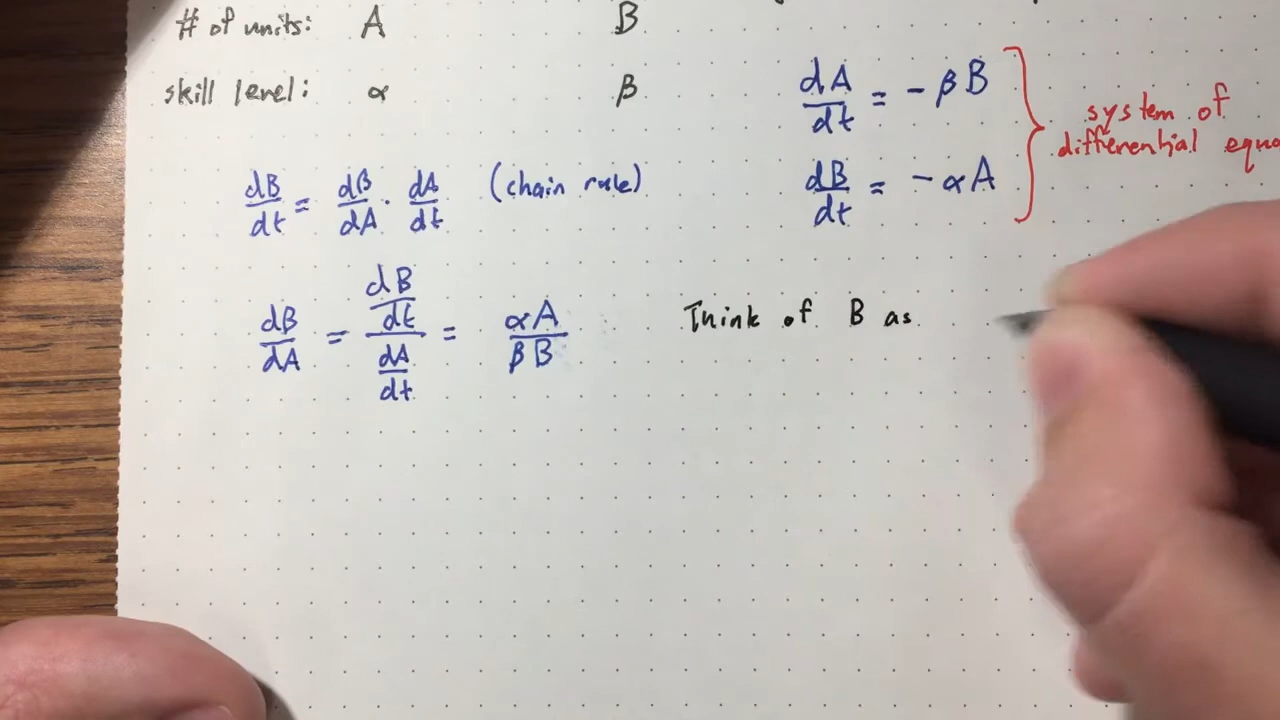 # of units: A B
skill level: α β
dA/dt = - βB
dB/dt = - αA
system of
differential
dB/dt = dB/dA · dA/dt (chain rule)
dB/dA = (dB/dt)/(dA/dt) = αA/βB
Think of B as